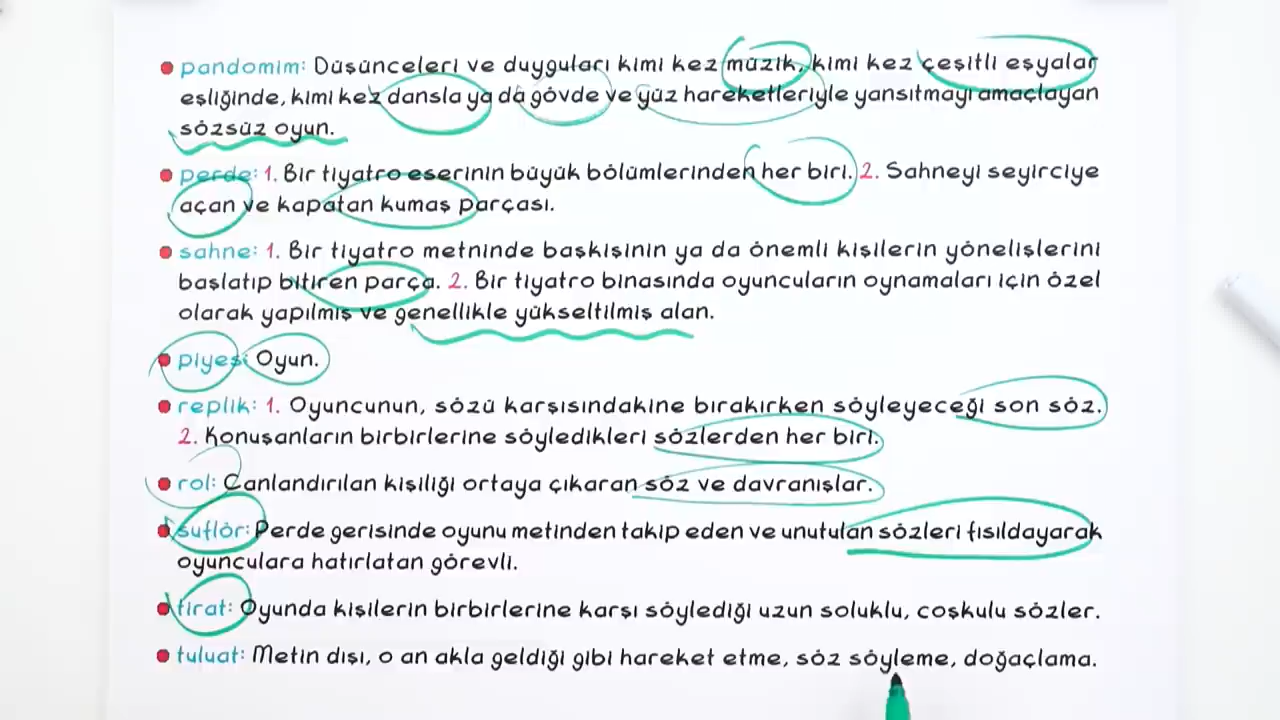 pandomim: Düşünceleri ve duyguları kimi kez müzik, kimi kez çeşitli eşyalar
eşliğinde, kimi kez dansla ya da gövde ve yüz hareketleriyle yansıtmayı amaçlayan
sözsüz oyun.
perde: 1. Bir tiyatro eserinin büyük bölümlerinden her biri. 2. Sahneyi seyirciye
açan ve kapatan kumaş parçası.
sahne: 1. Bir tiyatro metninde başkişinin ya da önemli kişilerin yönelişlerini
başlatıp bitiren parça. 2. Bir tiyatro binasında oyuncuların oynamaları için özel
olarak yapılmış ve genellikle yükseltilmiş alan.
piyes: Oyun.
replik: 1. Oyuncunun, sözü karşısındakine bırakırken söyleyeceği son söz.
2. Konuşanların birbirlerine söyledikleri sözlerden her biri.
rol: Canlandırılan kişiliği ortaya çıkaran söz ve davranışlar.
suflör: Perde gerisinde oyunu metinden takip eden ve unutulan sözleri fısıldayarak
oyunculara hatırlatan görevli.
tirat: Oyunda kişilerin birbirlerine karşı söylediği uzun soluklu, coşkulu sözler.
tuluat: Metin dışı, o an akla geldiği gibi hareket etme, söz söyleme, doğaçlama.